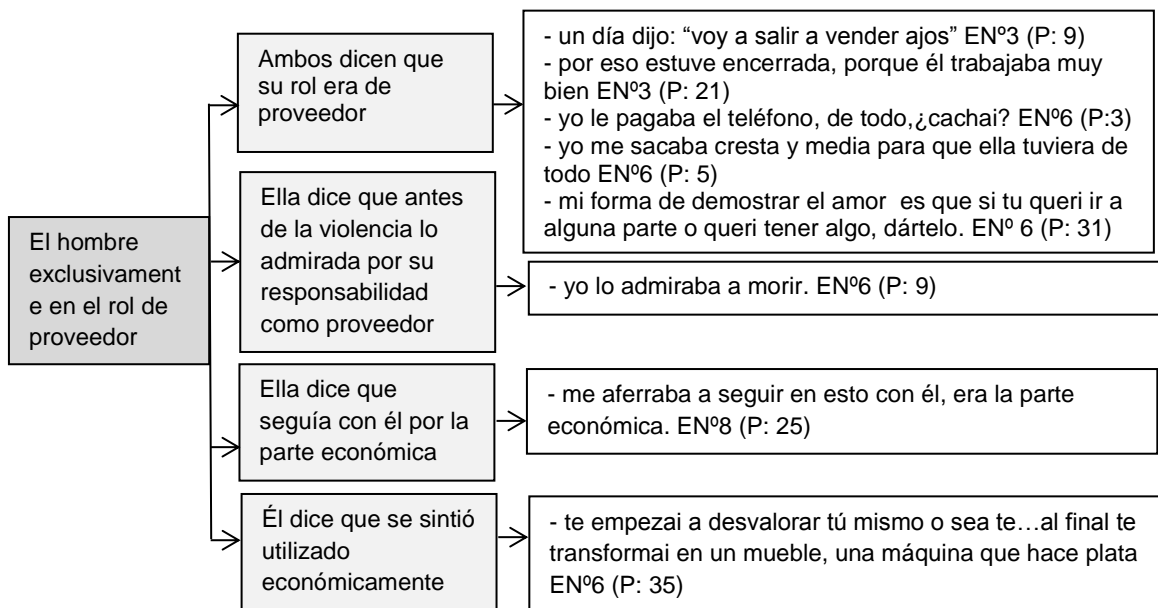 El hombre
exclusivament
e en el rol de
proveedor
Ambos dicen que
su rol era de
proveedor
- un día dijo: “voy a salir a vender ajos” ENº3 (P: 9)
- por eso estuve encerrada, porque él trabajaba muy
bien ENº3 (P: 21)
- yo le pagaba el teléfono, de todo,¿cachai? ENº6 (P:3)
- yo me sacaba cresta y media para que ella tuviera de
todo ENº6 (P: 5)
- mi forma de demostrar el amor  es que si tu queri ir a
alguna parte o queri tener algo, dártelo. ENº 6 (P: 31)
Ella dice que antes
de la violencia lo
admirada por su
responsabilidad
como proveedor
- yo lo admiraba a morir. ENº6 (P: 9)
Ella dice que
seguía con él por la
parte económica
- me aferraba a seguir en esto con él, era la parte
económica. ENº8 (P: 25)
Él dice que se sintió
utilizado
económicamente
- te empezai a desvalorar tú mismo o sea te…al final te
transformai en un mueble, una máquina que hace plata
ENº6 (P: 35)